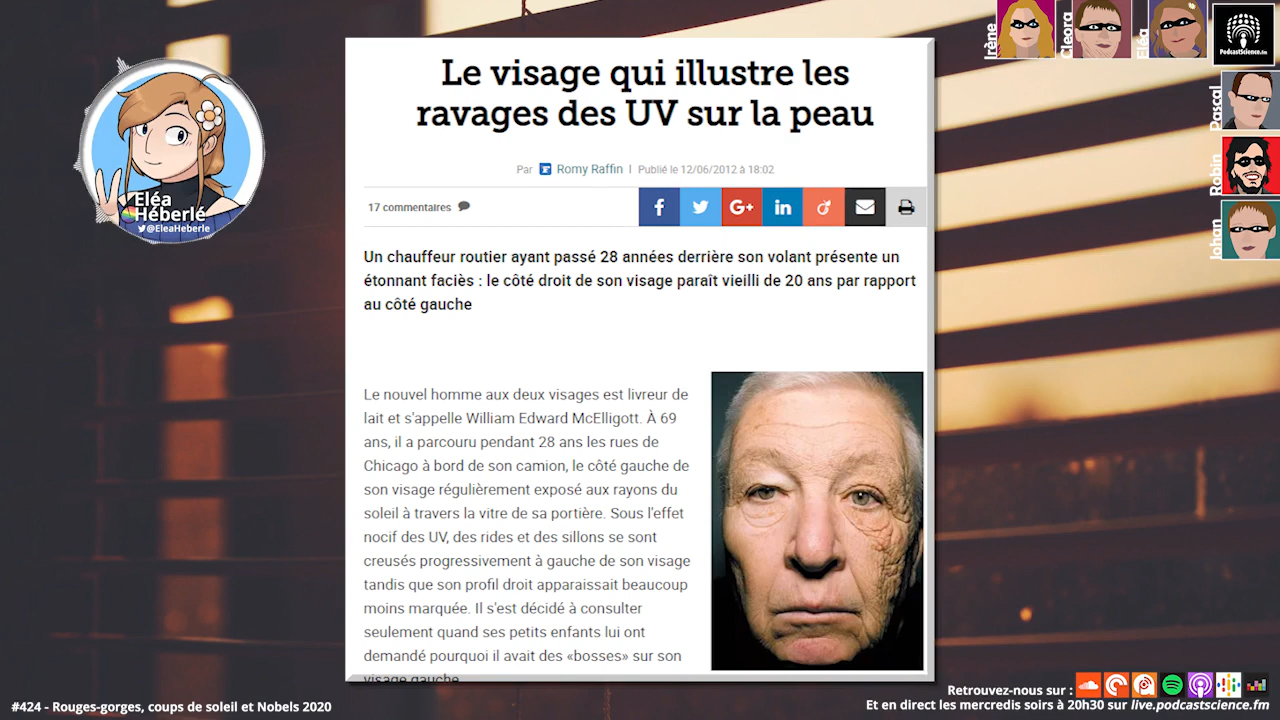 Le visage qui illustre les
ravages des UV sur la peau
Par Romy Raffin | Publié le 12/06/2012 à 18:02
17 commentaires
Un chauffeur routier ayant passé 28 années derrière son volant présente un
étonnant faciès : le côté droit de son visage paraît vieilli de 20 ans par rapport
au côté gauche
Le nouvel homme aux deux visages est livreur de
lait et s'appelle William Edward McElligott. À 69
ans, il a parcouru pendant 28 ans les rues de
Chicago à bord de son camion, le côté gauche de
son visage régulièrement exposé aux rayons du
soleil à travers la vitre de sa portière. Sous l'effet
nocif des UV, des rides et des sillons se sont
creusés progressivement à gauche de son visage
tandis que son profil droit apparaissait beaucoup
moins marquée. Il s'est décidé à consulter
seulement quand ses petits enfants lui ont
demandé pourquoi il avait des «bosses» sur son
visage gauche
Eléa
Héberlé
@EleaHeberle
Irène
Cleora
Eléa
PodcastScience.fm
Pascal
Robin
Johan
#424 - Rouges-gorges, coups de soleil et Nobels 2020
Retrouvez-nous sur :
Et en direct les mercredis soirs à 20h30 sur live.podcastscience.fm